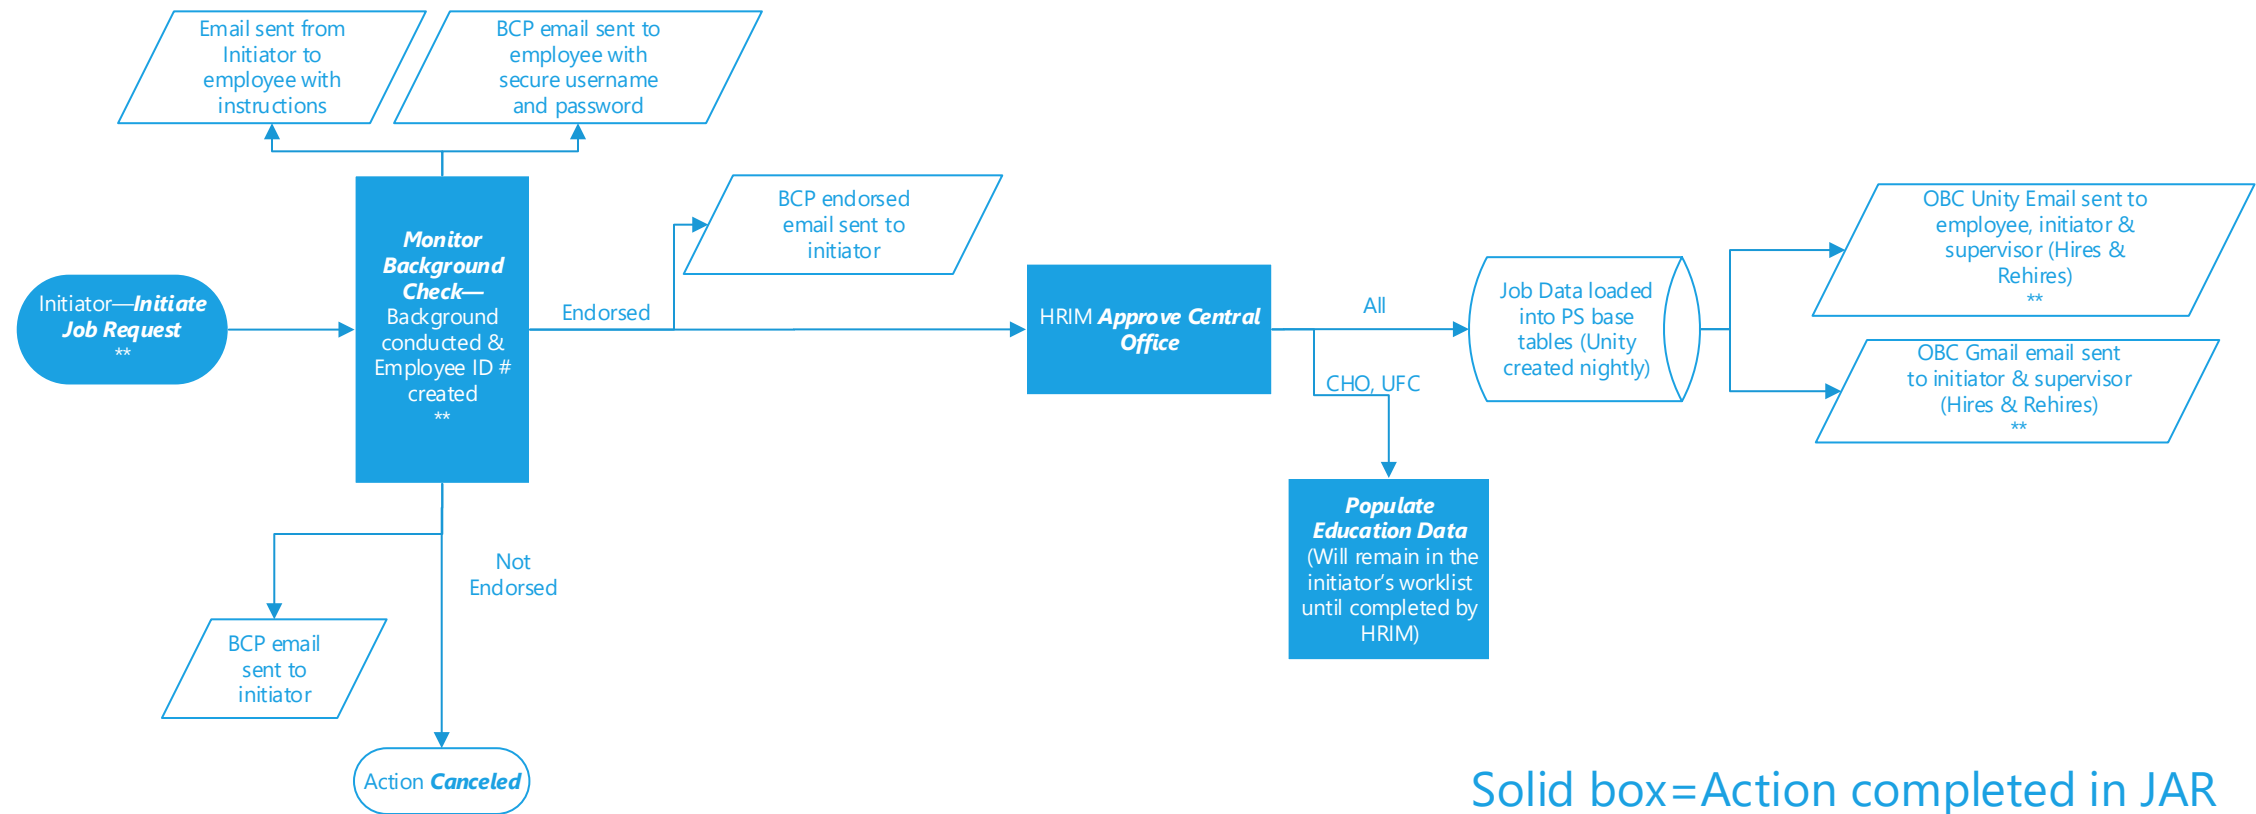 Email sent from
Initiator to
employee with
instructions
BCP email sent to
employee with
secure username
and password
Initiator—Initiate
Job Request
**
Monitor
Background
Check—
Background
conducted &
Employee ID #
created
**
Endorsed
BCP endorsed
email sent to
initiator
HRIM Approve Central
Office
All
CHO, UFC
Job Data loaded
into PS base
tables (Unity
created nightly)
OBC Unity Email sent to
employee, initiator &
supervisor (Hires &
Rehires)
**
OBC Gmail email sent
to initiator & supervisor
(Hires & Rehires)
**
Populate
Education Data
(Will remain in the
initiator's worklist
until completed by
HRIM)
Not
Endorsed
BCP email
sent to
initiator
Action Canceled
Solid box=Action completed in JAR